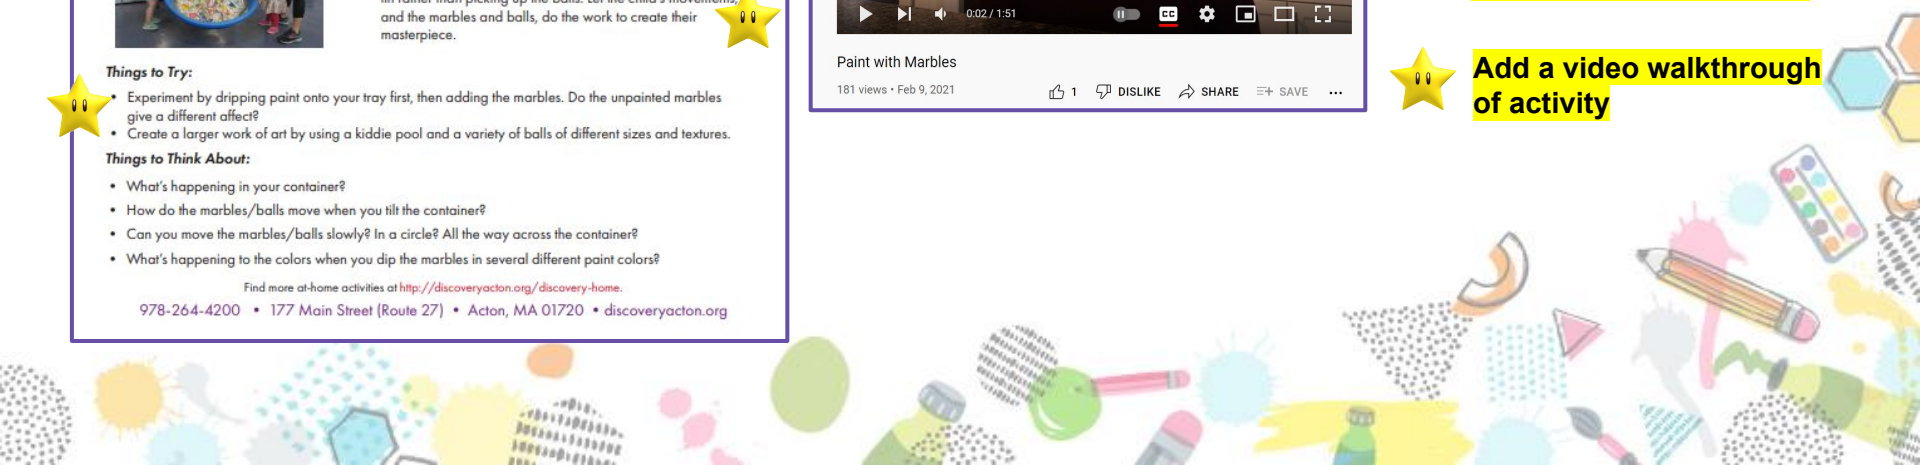 and the marbles and balls, do the work to create their
masterpiece.
Things to Try:
• Experiment by dripping paint onto your tray first, then adding the marbles. Do the unpainted marbles
give a different affect?
• Create a larger work of art by using a kiddie pool and a variety of balls of different sizes and textures.
Things to Think About:
• What's happening in your container?
• How do the marbles/balls move when you tilt the container?
• Can you move the marbles/balls slowly? In a circle? All the way across the container?
• What's happening to the colors when you dip the marbles in several different paint colors?
Find more at-home activities at http://discoveryacton.org/discovery-home.
978-264-4200 • 177 Main Street (Route 27) • Acton, MA 01720 • discoveryacton.org
0:02 / 1:51
CC
Paint with Marbles
181 views • Feb 9, 2021
1 DISLIKE SHARE SAVE ...
Add a video walkthrough
of activity